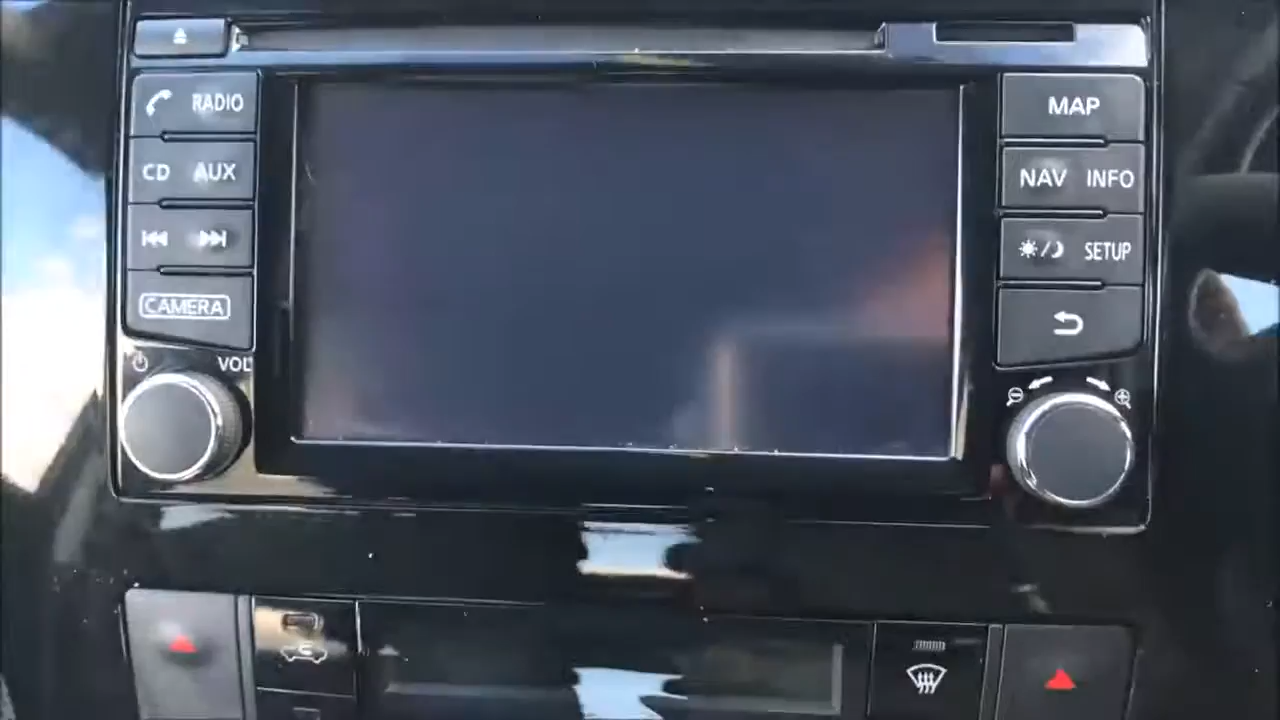 RADIO
CD AUX
CAMERA
VOL
MAP
NAV INFO
SETUP